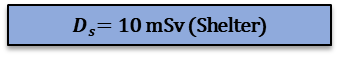 Ds= 10 mSv (Shelter)